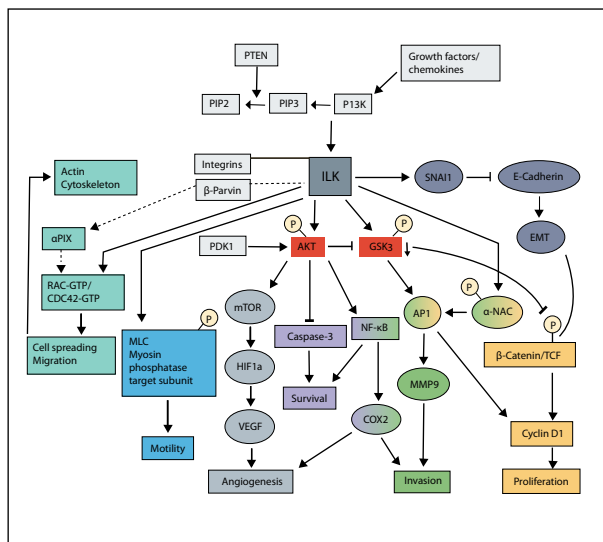 PTEN
Growth factors/
chemokines
PIP2
PIP3
P13K
Integrins
ILK
SNAI1
E-Cadherin
Actin
Cytoskeleton
β-Parvin
EMT
αPIX
P
P
PDK1
AKT
GSK3
RAC-GTP/
CDC42-GTP
P
mTOR
AP1
α-NAC
P
P
Cell spreading
Migration
MLC
Myosin
phosphatase
target subunit
Caspase-3
NF-κB
β-Catenin/TCF
HIF1a
MMP9
Survival
VEGF
COX2
Cyclin D1
Motility
Angiogenesis
Invasion
Proliferation